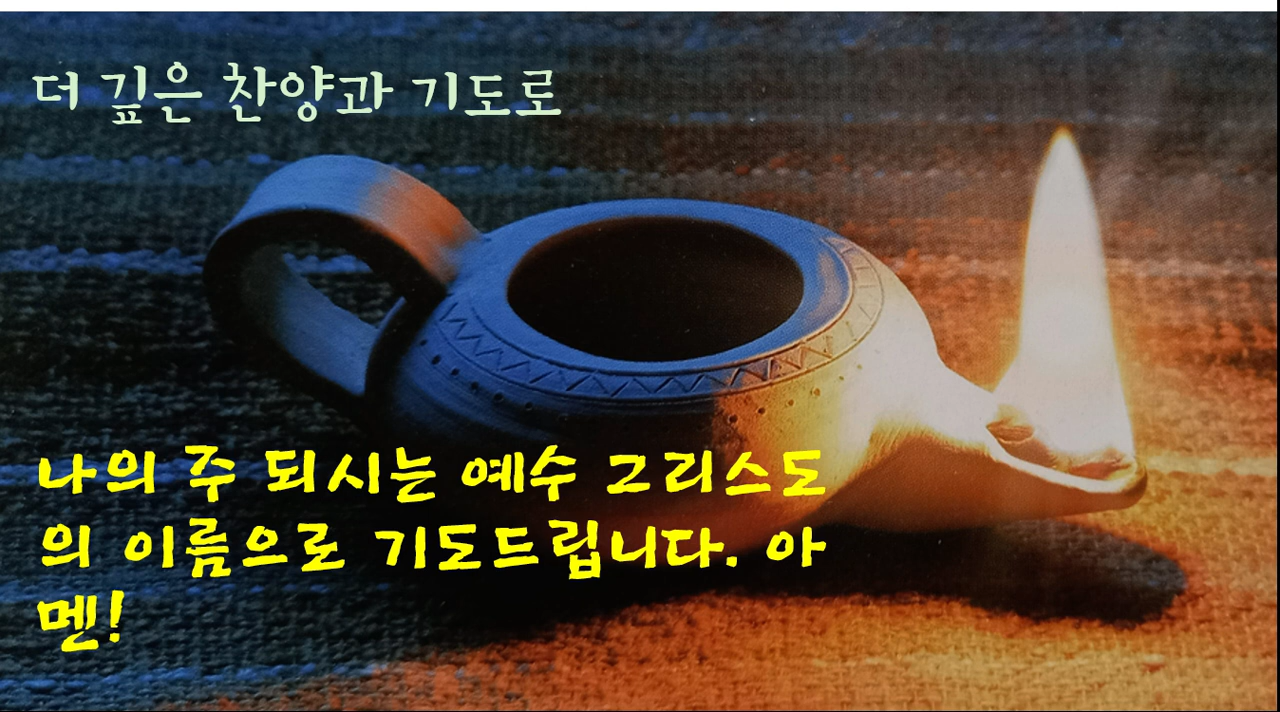 더 깊은 찬양과 기도로
나의 주 되시는 예수 그리스도
의 이름으로 기도드립니다. 아
멘!